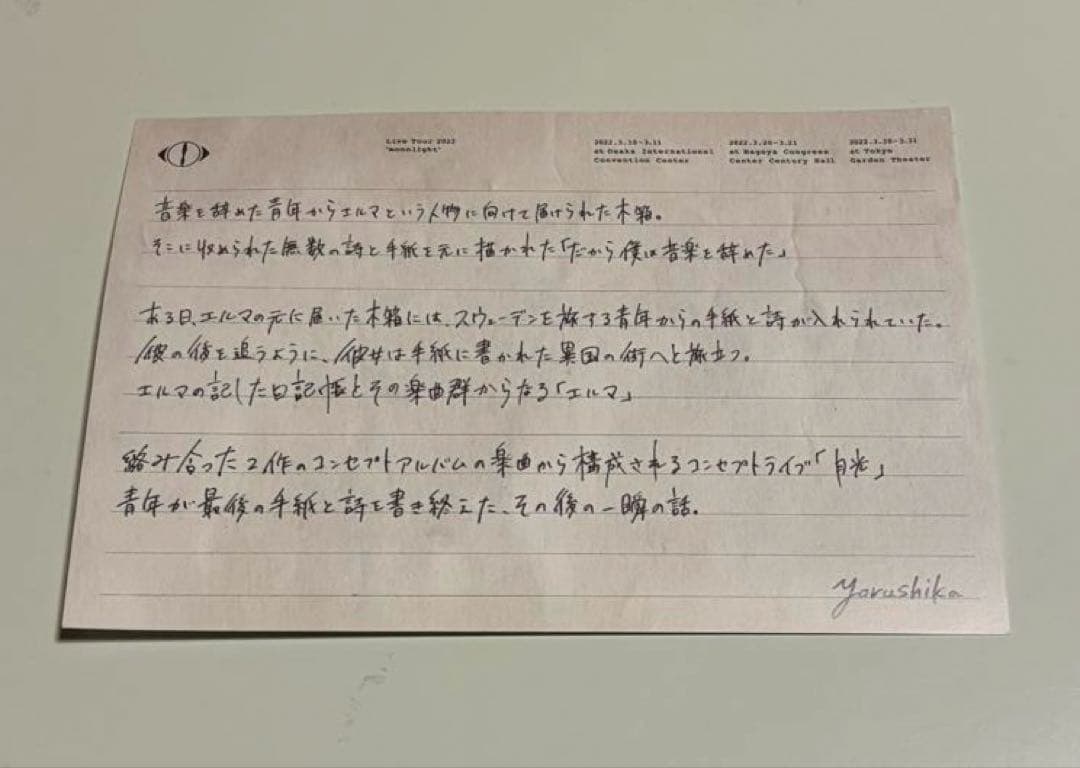 Live Tour 2022
"moonlight"
2022.3.10-3.11
at Osaka International
Convention Center
2022.3.20-3.21
at Nagoya Congress
Center Century Hall
2022.3.30-3.31
at Tokyo
Garden Theater
音楽を辞めた青年からエルマという人物に向けて届けられた木箱。
そこに収められた無数の詩と手紙を元に描かれた「だから僕は音楽を辞めた」
ある日、エルマの元に届いた木箱には、スウェーデンを旅する青年からの手紙と詩が入れられていた。
彼の後を追うように、彼女は手紙に書かれた異国の街へと旅立つ。
エルマの記した日記帳とその楽曲群からなる「エルマ」
絡み合った2作のコンセプトアルバムの楽曲から構成されるコンセプトライブ「月光」
青年が最後の手紙と詩を書き終えた、その後の一瞬の話。
Yorushika